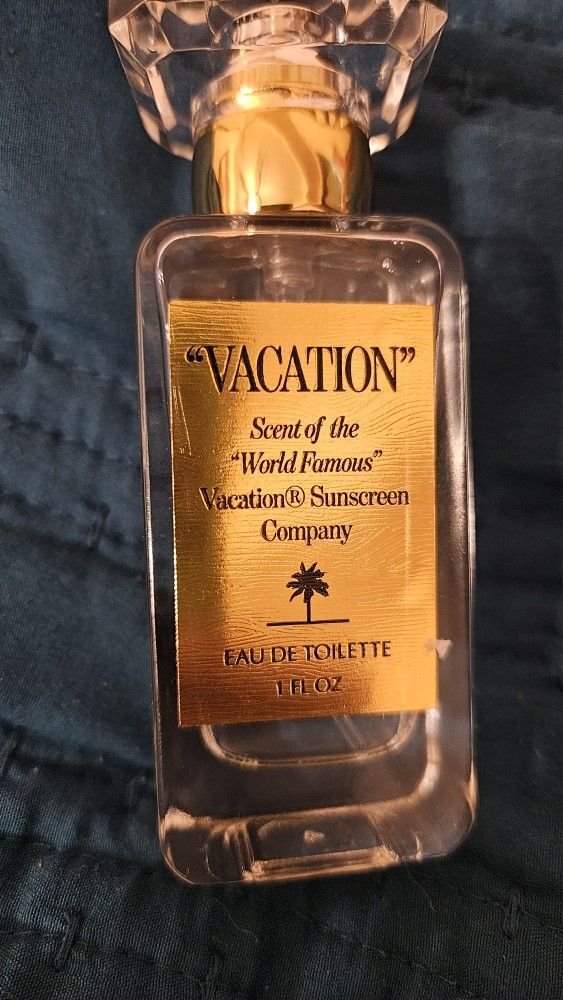 “VACATION”
Scent of the
“World Famous”
Vacation® Sunscreen
Company
EAU DE TOILETTE
1 FL OZ